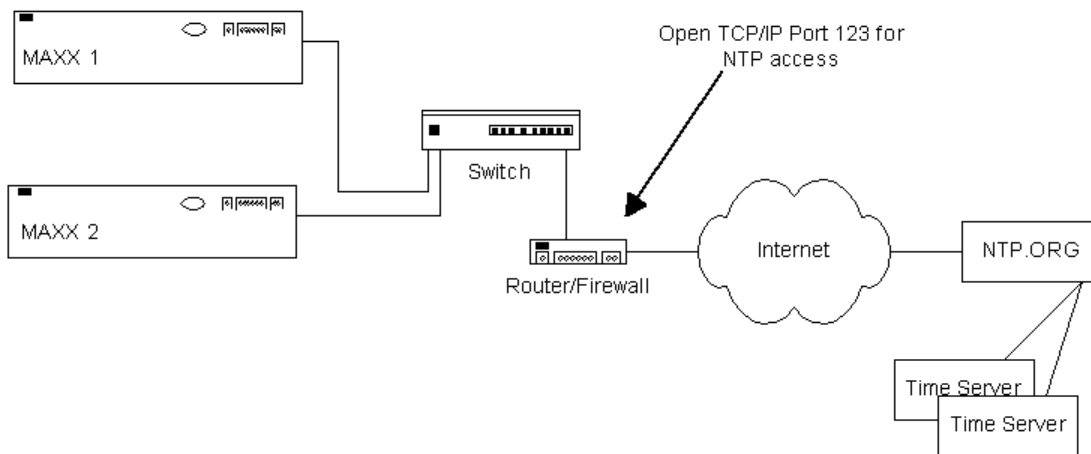 MAXX 1
Open TCP/IP Port 123 for
NTP access
Switch
MAXX 2
Internet
NTP.ORG
Router/Firewall
Time Server
Time Server